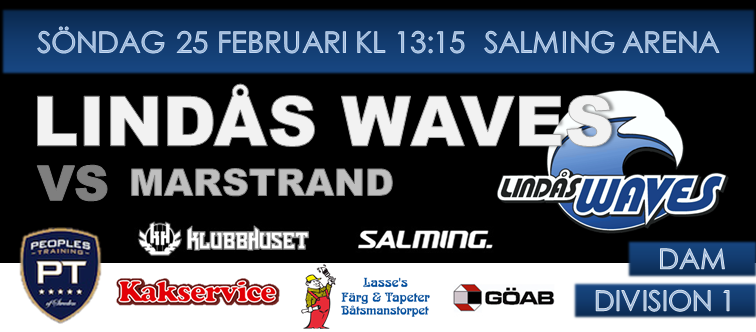 SÖNDAG 25 FEBRUARI KL 13:15 SALMING ARENA
LINDÅS WAVES
VS MARSTRAND
LINDÅS WAVES
PEOPLES
TRAINING
PT
of Sweden
KH KLUBBHUSET
SALMING.
DAM
Kakservice
Lasse's
Färg & Tapeter
Båtsmanstorpet
GÖAB
DIVISION 1